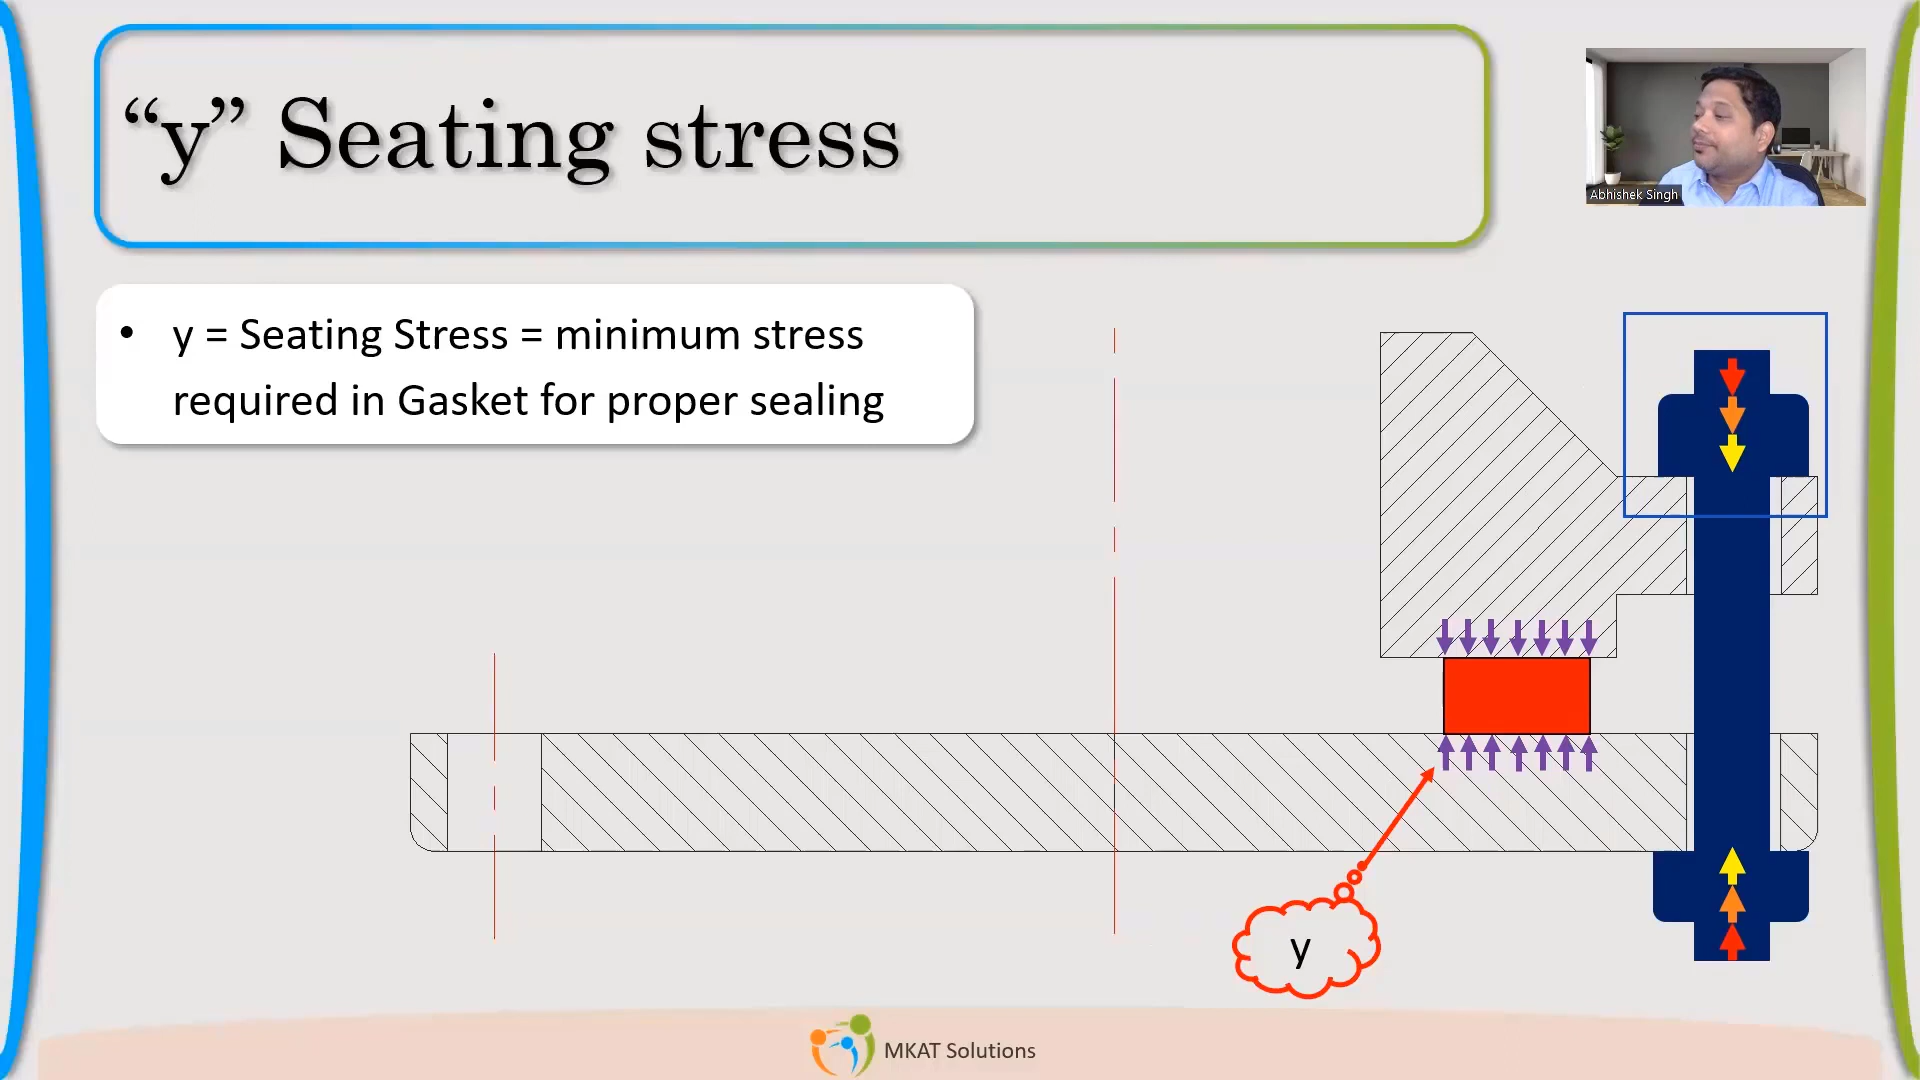 “y” Seating stress
Abhishek Singh
• y = Seating Stress = minimum stress
required in Gasket for proper sealing
y
MKAT Solutions